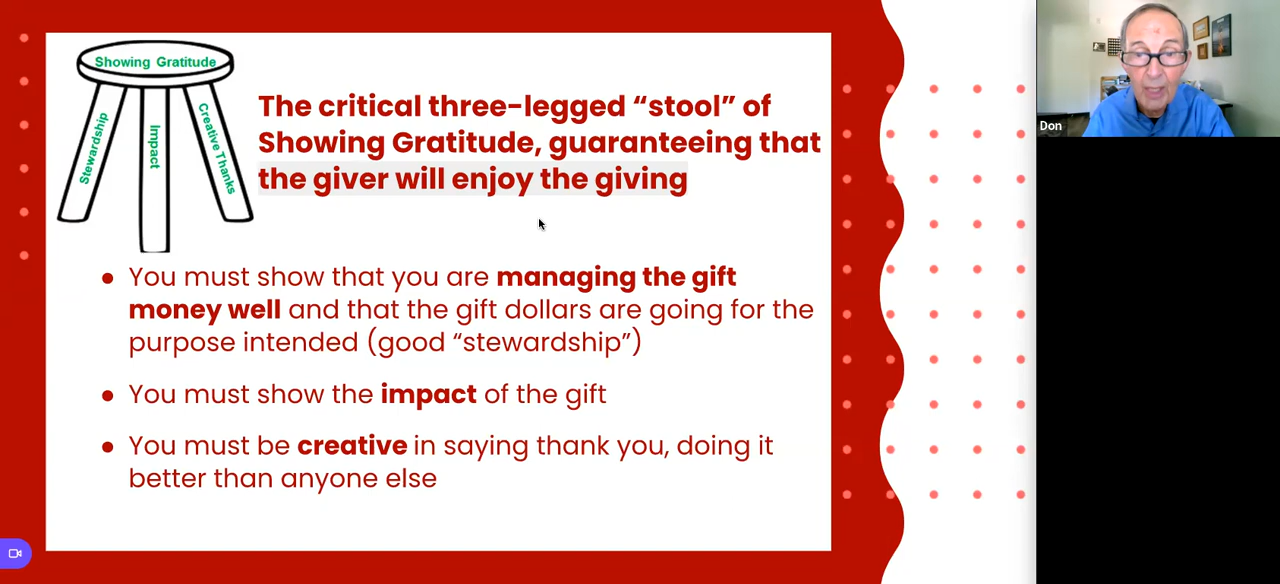 Showing Gratitude
Stewardship
Impact
Creative Thanks
The critical three-legged “stool” of
Showing Gratitude, guaranteeing that
the giver will enjoy the giving
● You must show that you are managing the gift
money well and that the gift dollars are going for the
purpose intended (good “stewardship”)
● You must show the impact of the gift
● You must be creative in saying thank you, doing it
better than anyone else
Don